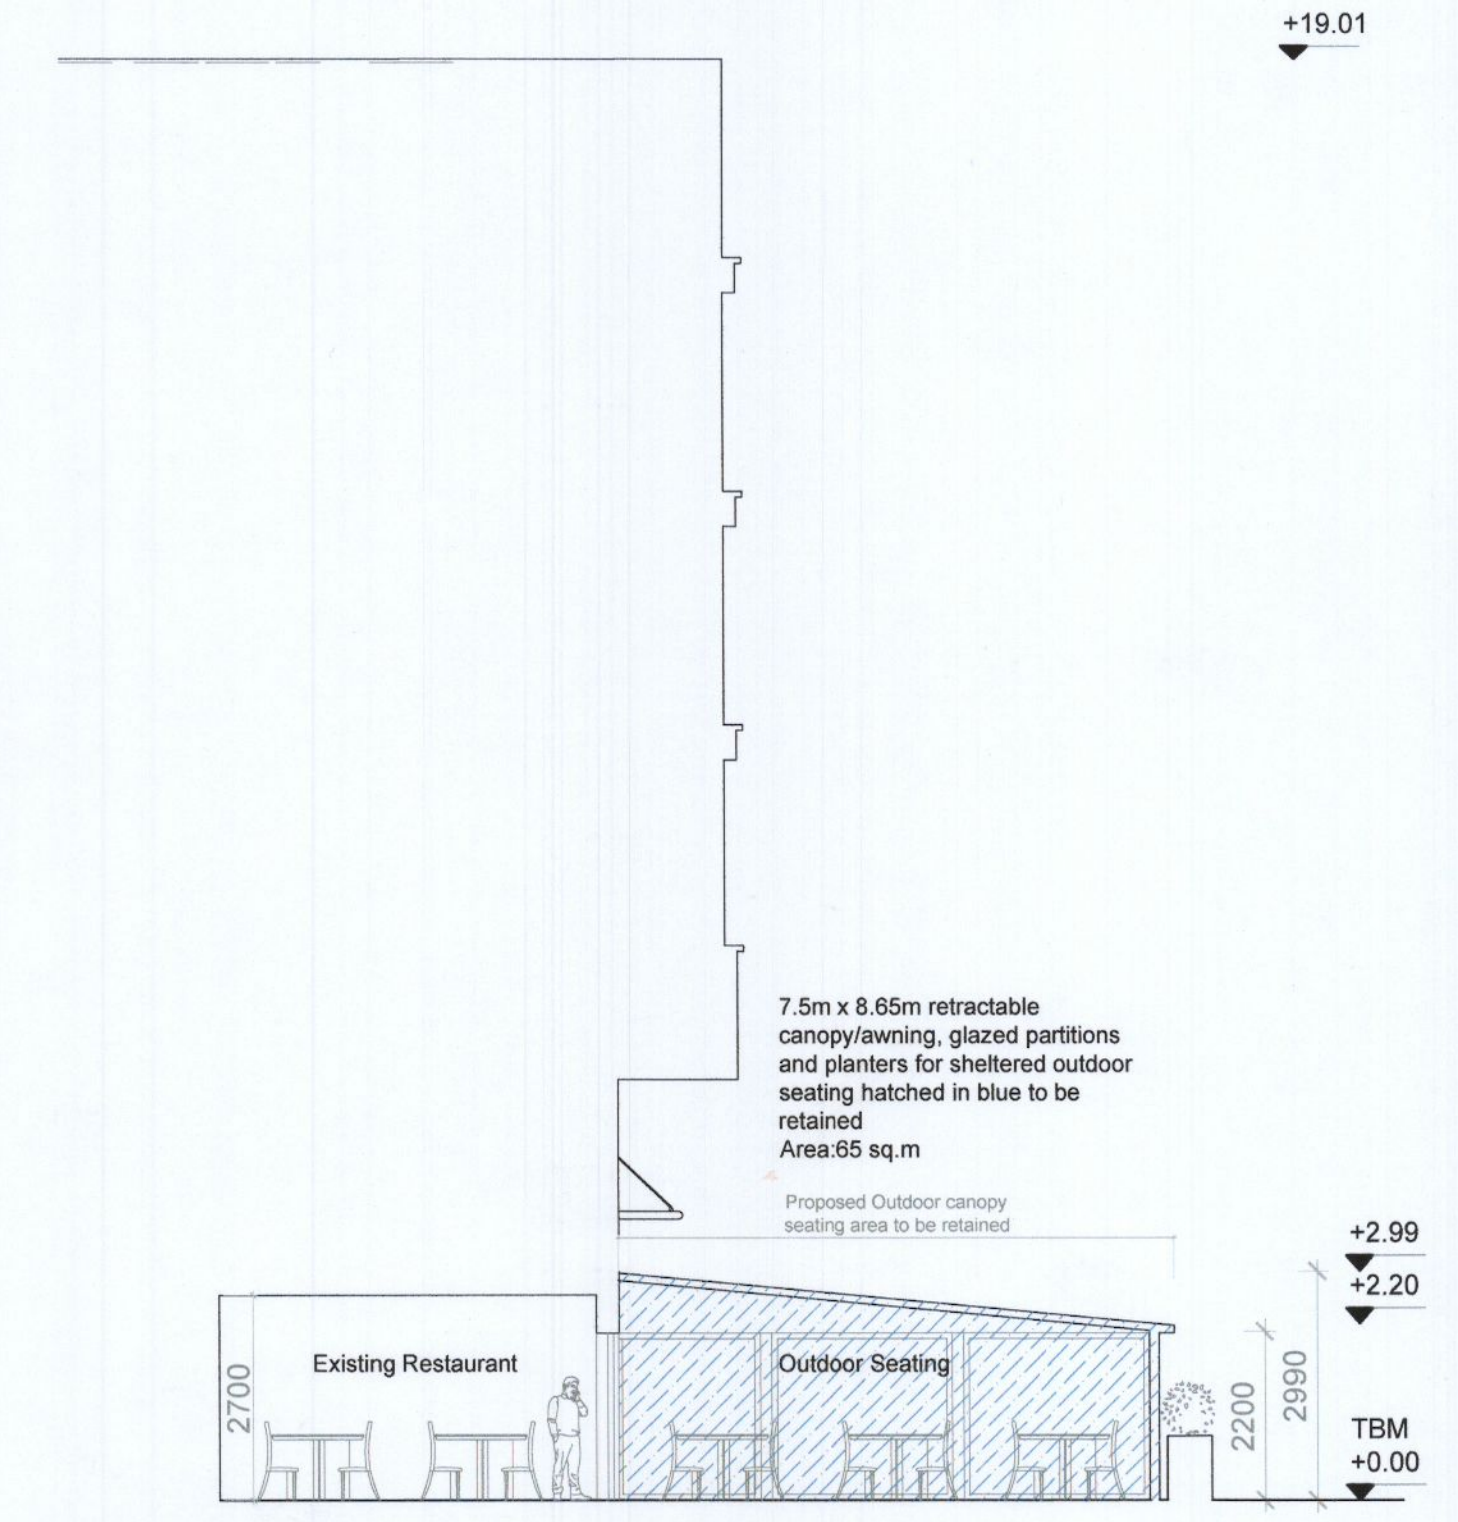 +19.01
7.5m x 8.65m retractable
canopy/awning, glazed partitions
and planters for sheltered outdoor
seating hatched in blue to be
retained
Area:65 sq.m
Proposed Outdoor canopy
seating area to be retained
+2.99
+2.20
Existing Restaurant
Outdoor Seating
2700
2200
2990
TBM
+0.00